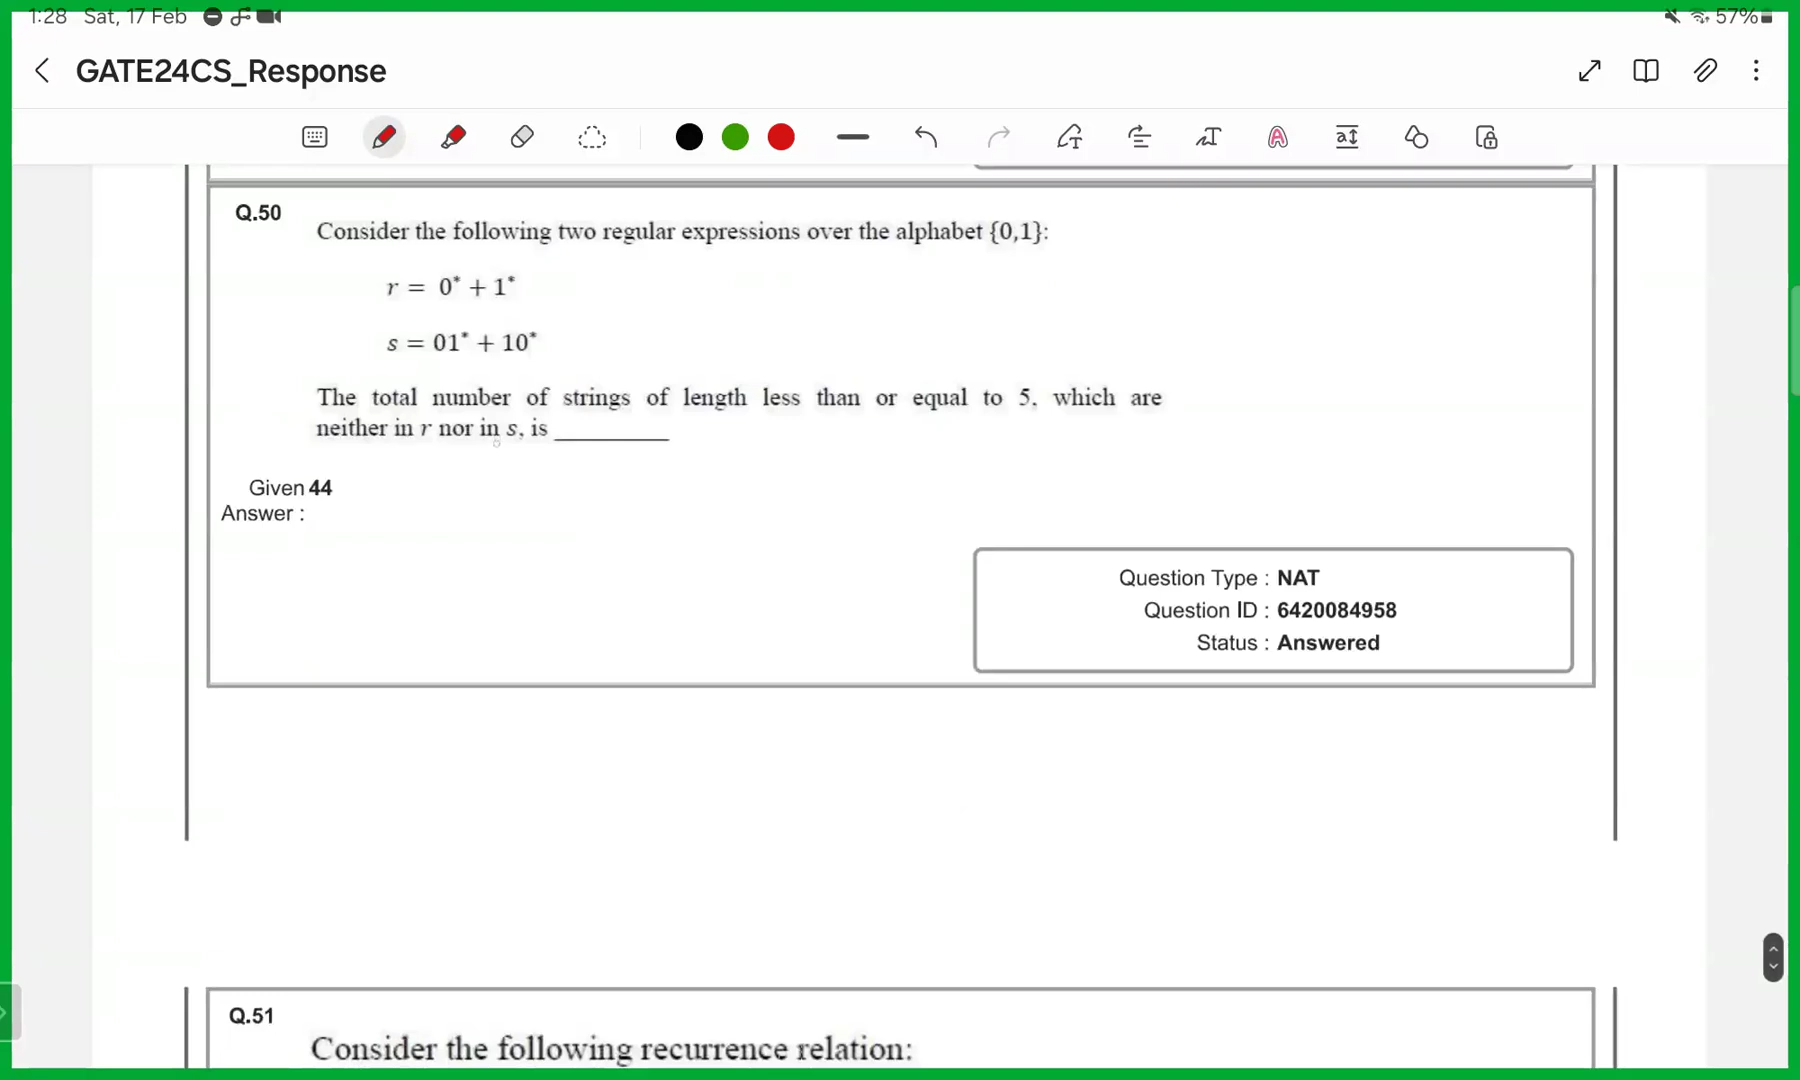 1:28 Sat, 17 Feb
57%
GATE24CS_Response
Q.50
Consider the following two regular expressions over the alphabet {0,1}:
r = 0* + 1*
s = 01* + 10*
The total number of strings of length less than or equal to 5, which are
neither in r nor in s, is __________
Given 44
Answer :
Question Type : NAT
Question ID : 6420084958
Status : Answered
Q.51
Consider the following recurrence relation: